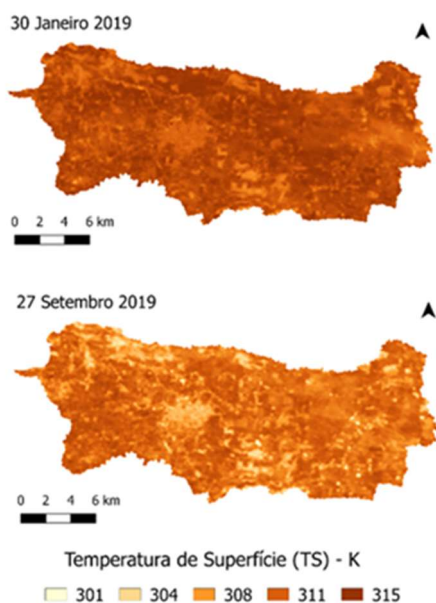 30 Janeiro 2019
0 2 4 6 km
27 Setembro 2019
0 2 4 6 km
Temperatura de Superfície (TS) - K
301 304 308 311 315